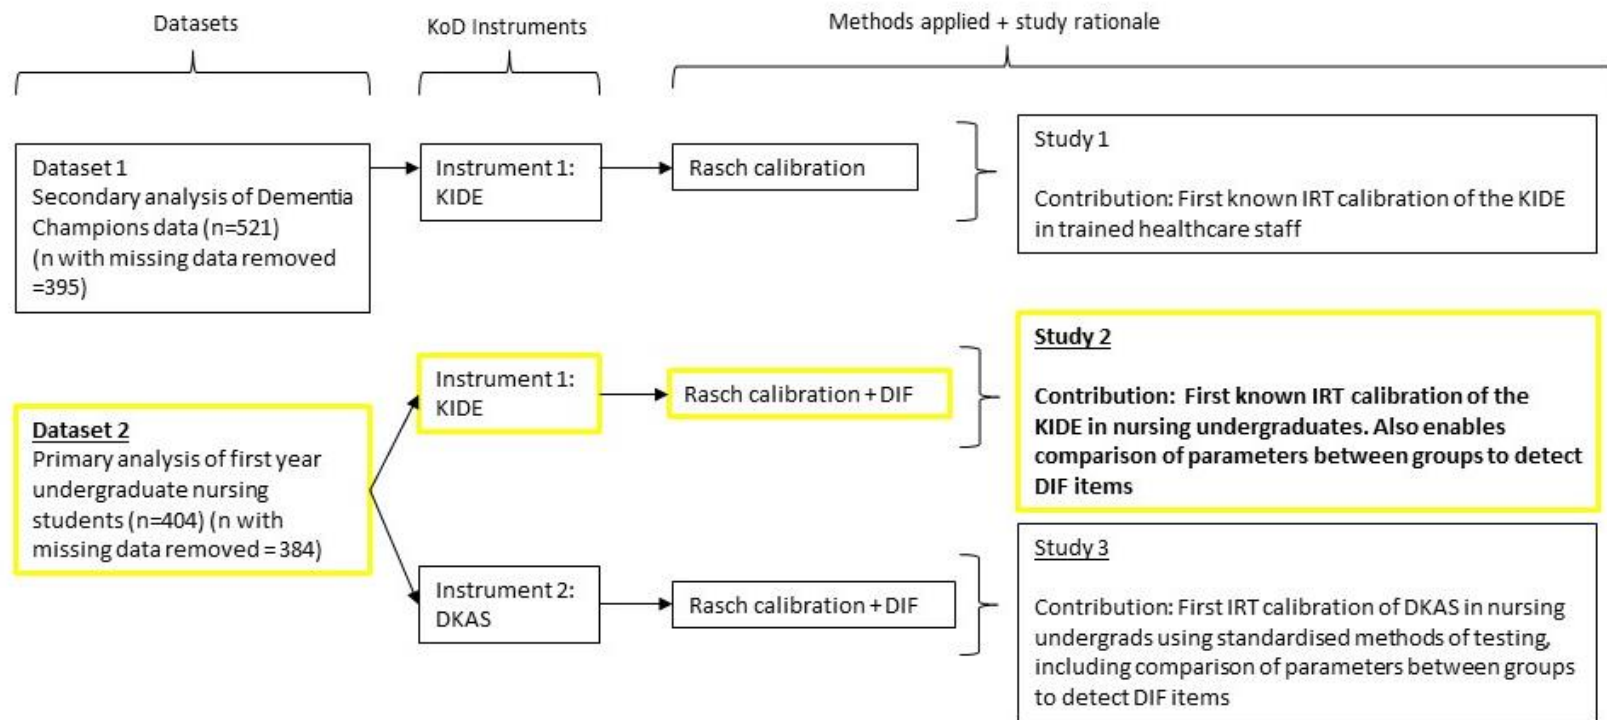 Datasets
KoD Instruments
Methods applied + study rationale
Dataset 1
Secondary analysis of Dementia
Champions data (n=521)
(n with missing data removed
=395)
Instrument 1:
KIDE
Rasch calibration
Study 1
Contribution: First known IRT calibration of the KIDE
in trained healthcare staff
Dataset 2
Primary analysis of first year
undergraduate nursing
students (n=404) (n with
missing data removed = 384)
Instrument 1:
KIDE
Rasch calibration + DIF
Study 2
Contribution: First known IRT calibration of the
KIDE in nursing undergraduates. Also enables
comparison of parameters between groups to detect
DIF items
Instrument 2:
DKAS
Rasch calibration + DIF
Study 3
Contribution: First IRT calibration of DKAS in nursing
undergrads using standardised methods of testing,
including comparison of parameters between groups
to detect DIF items